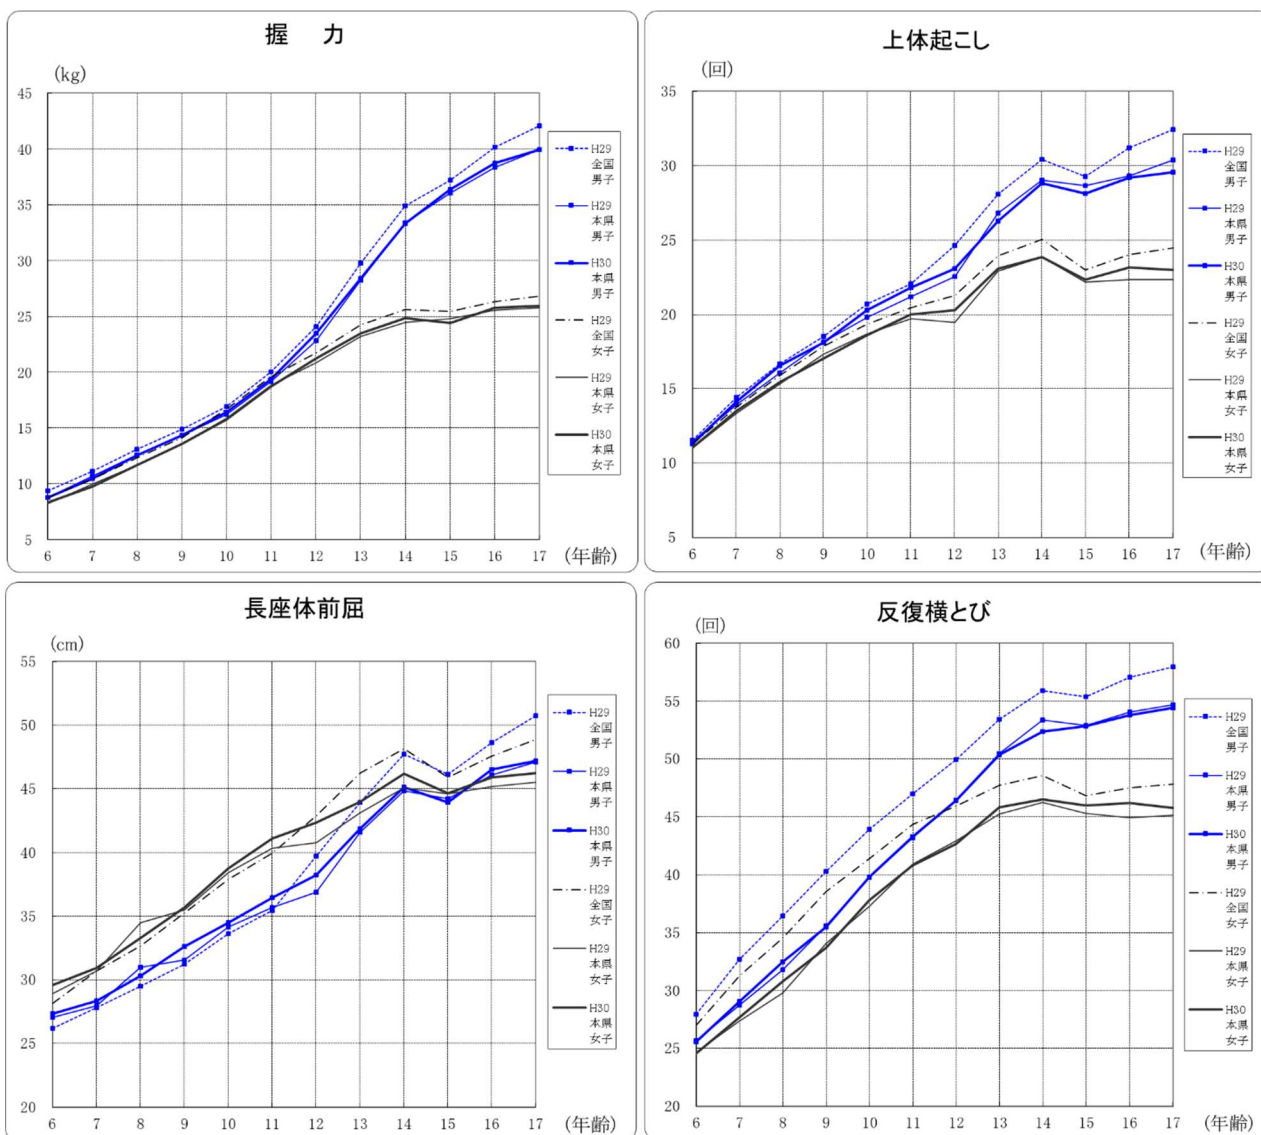 握 力
(kg)
45
40
35
30
25
20
15
10
5
6 7 8 9 10 11 12 13 14 15 16 17 (年齢)
H29
全国
男子
H29
本県
男子
H30
本県
男子
H29
全国
女子
H29
本県
女子
H30
本県
女子
上体起こし
(回)
35
30
25
20
15
10
5
6 7 8 9 10 11 12 13 14 15 16 17 (年齢)
H29
全国
男子
H29
本県
男子
H30
本県
男子
H29
全国
女子
H29
本県
女子
H30
本県
女子
長座体前屈
(cm)
55
50
45
40
35
30
25
20
6 7 8 9 10 11 12 13 14 15 16 17 (年齢)
H29
全国
男子
H29
本県
男子
H30
本県
男子
H29
全国
女子
H29
本県
女子
H30
本県
女子
反復横とび
(回)
60
55
50
45
40
35
30
25
20
6 7 8 9 10 11 12 13 14 15 16 17 (年齢)
H29
全国
男子
H29
本県
男子
H30
本県
男子
H29
全国
女子
H29
本県
女子
H30
本県
女子